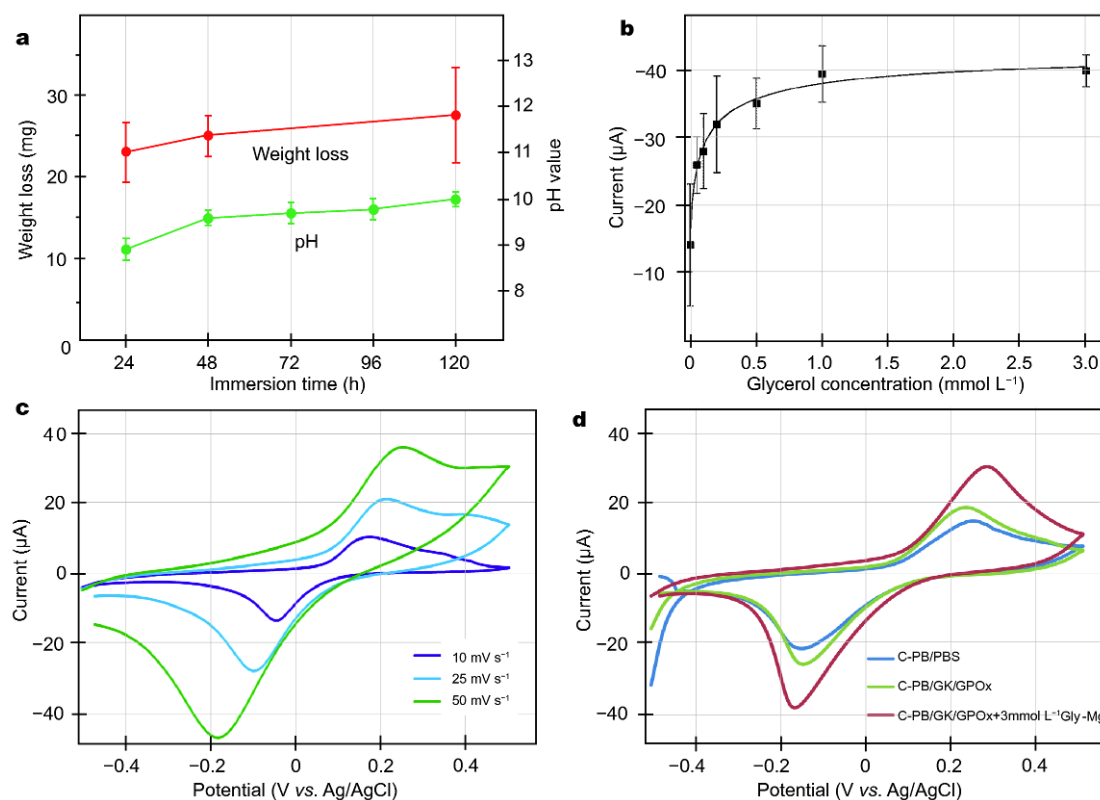 a
Weight loss (mg)
30
20
10
0
13
12
11
10
9
8
pH value
Weight loss
pH
24 48 72 96 120
Immersion time (h)
b
Current (μA)
−40
−30
−20
−10
0 0.5 1.0 1.5 2.0 2.5 3.0
Glycerol concentration (mmol L⁻¹)
c
Current (μA)
40
20
0
−20
−40
10 mV s⁻¹
25 mV s⁻¹
50 mV s⁻¹
−0.4 −0.2 0 0.2 0.4
Potential (V vs. Ag/AgCl)
d
Current (μA)
40
20
0
−20
−40
C-PB/PBS
C-PB/GK/GPOx
C-PB/GK/GPOx+3mmol L⁻¹Gly-Mg
−0.4 −0.2 0 0.2 0.4
Potential (V vs. Ag/AgCl)